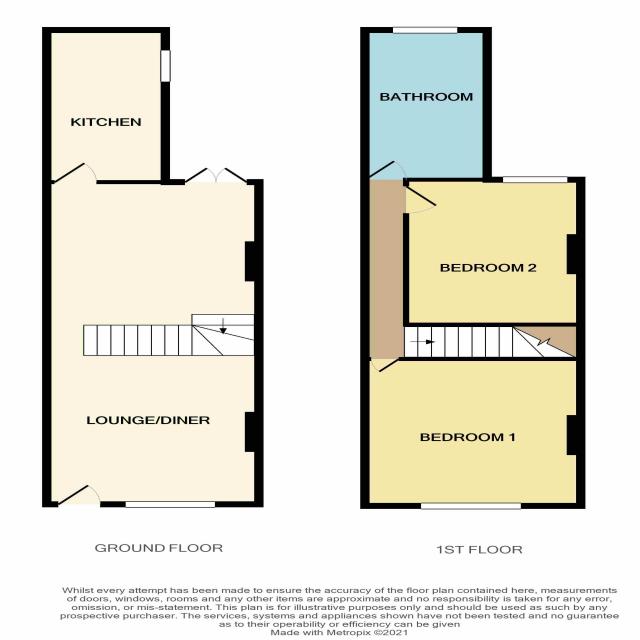 KITCHEN
BATHROOM
BEDROOM 2
LOUNGE/DINER
BEDROOM 1
GROUND FLOOR
1ST FLOOR
Whilst every attempt has been made to ensure the accuracy of the floor plan contained here, measurements
of doors, windows, rooms and any other items are approximate and no responsibility is taken for any error,
omission, or mis-statement. This plan is for illustrative purposes only and should be used as such by any
prospective purchaser. The services, systems and appliances shown have not been tested and no guarantee
as to their operability or efficiency can be given
Made with Metropix ©2021